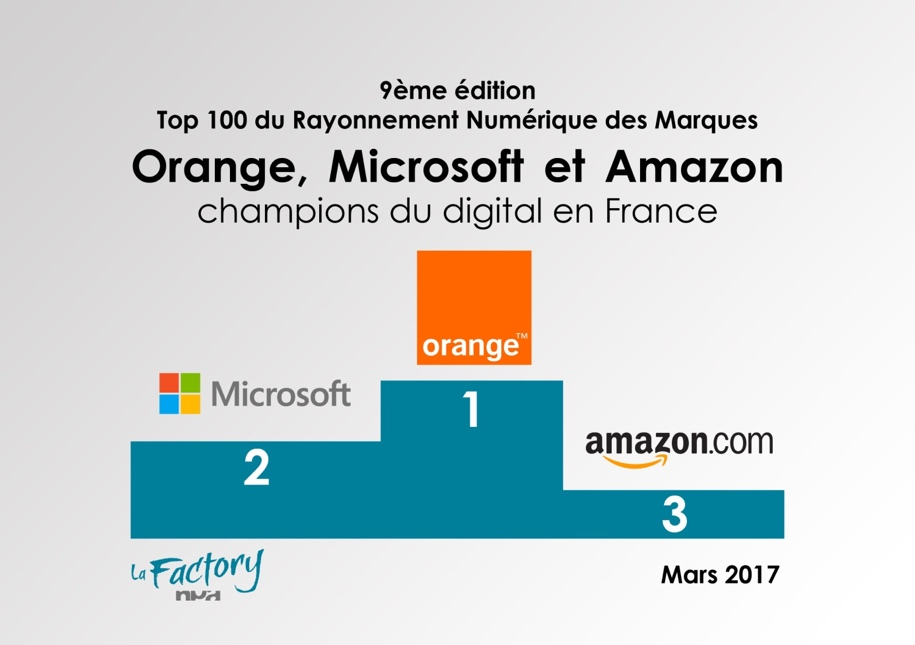 9ème édition
Top 100 du Rayonnement Numérique des Marques
Orange, Microsoft et Amazon
champions du digital en France
orange™
Microsoft
1
amazon.com
2
3
La Factory
npa
Mars 2017